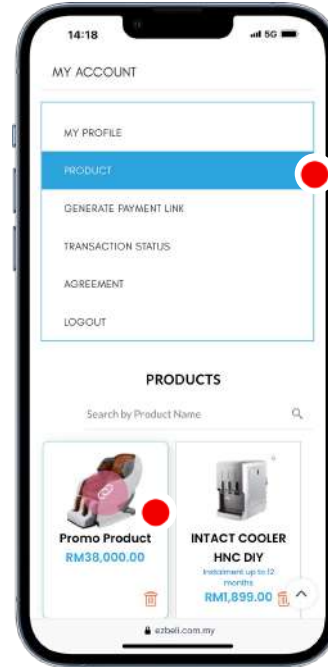 14:18
5G
MY ACCOUNT
MY PROFILE
PRODUCT
GENERATE PAYMENT LINK
TRANSACTION STATUS
AGREEMENT
LOGOUT
PRODUCTS
Search by Product Name
Promo Product
RM38,000.00
INTACT COOLER
HNC DIY
Instalment up to 12
months
RM1,899.00
ezbeli.com.my